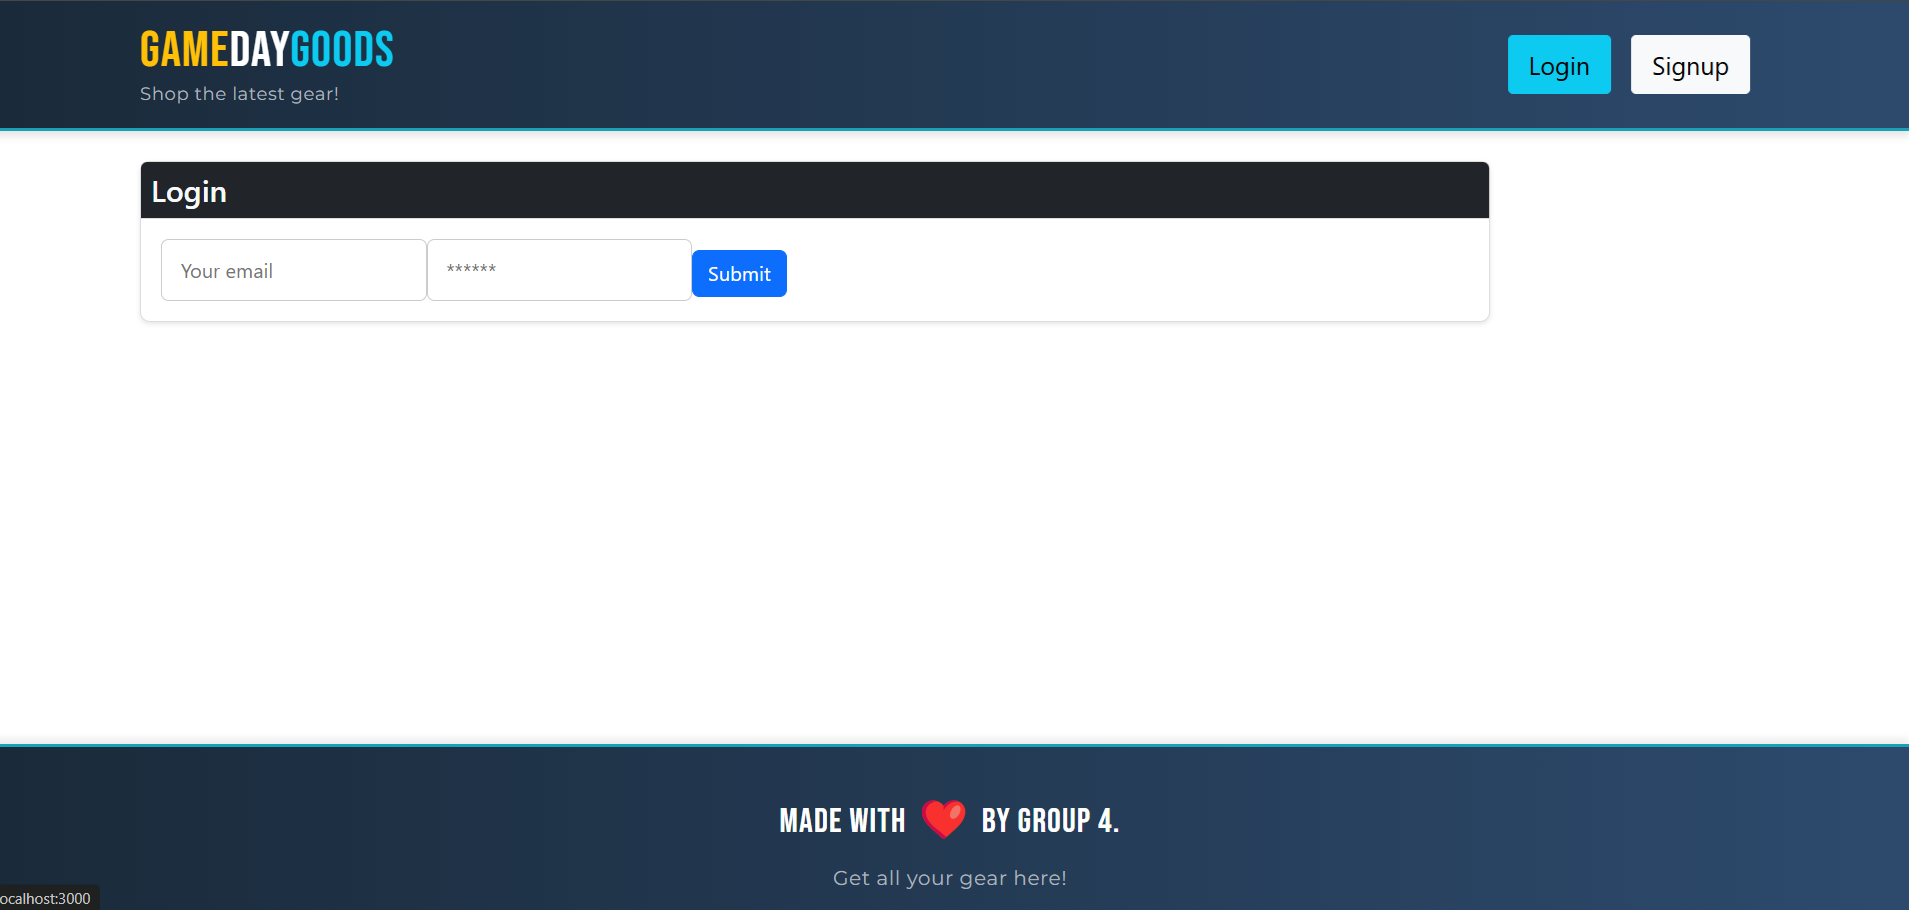 GAMEDAYGOODS
Shop the latest gear!
Login
Signup
Login
Your email
******
Submit
MADE WITH ❤️ BY GROUP 4.
Get all your gear here!
ocalhost:3000